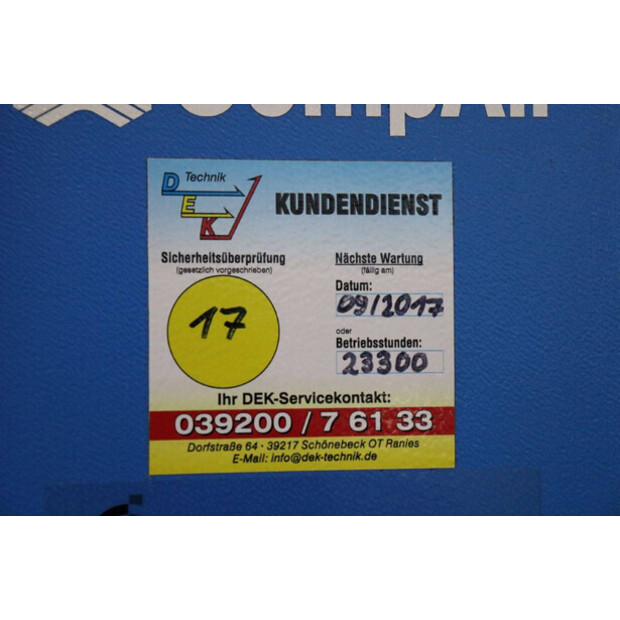 CompAir
Technik
DEK
KUNDENDIENST
Sicherheitsüberprüfung
(gesetzlich vorgeschrieben)
17
Nächste Wartung
(fällig am)
Datum:
09/2017
oder
Betriebsstunden:
23300
Ihr DEK-Servicekontakt:
039200 / 7 61 33
Dorfstraße 64 · 39217 Schönebeck OT Ranies
E-Mail: info@dek-technik.de